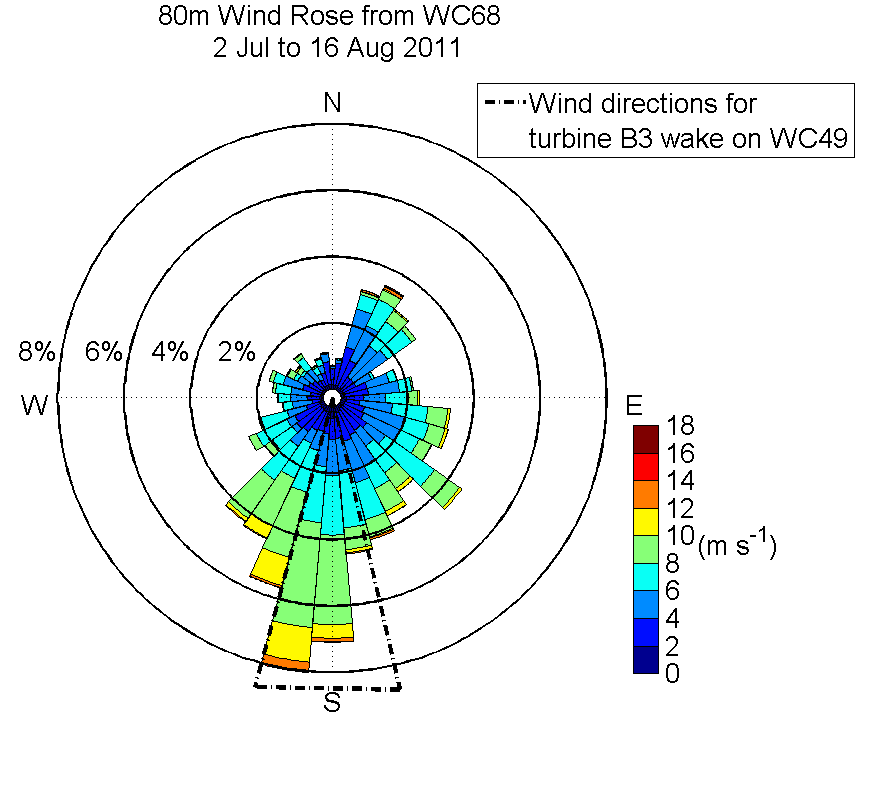 80m Wind Rose from WC68
2 Jul to 16 Aug 2011
Wind directions for
turbine B3 wake on WC49
N
8% 6% 4% 2%
W
E
S
18
16
14
12
10
8
6
4
2
0
(m s-1)